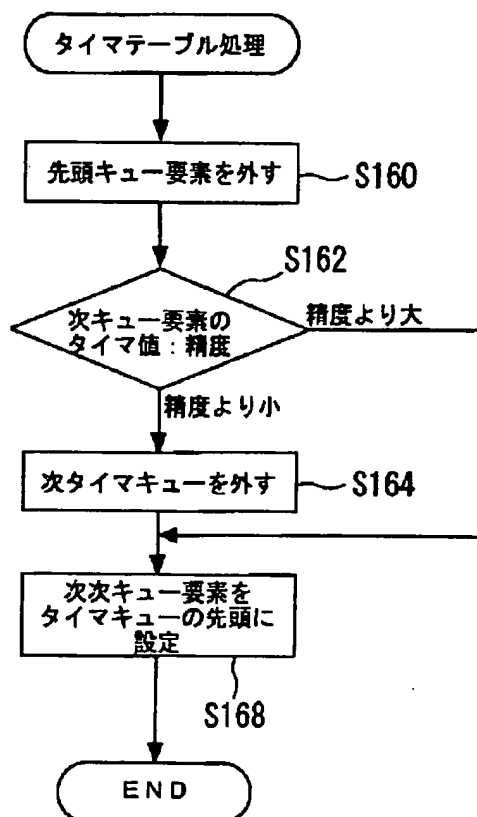 タイマテーブル処理
先頭キュー要素を外す
S160
S162
次キュー要素の
タイマ値：精度
精度より大
精度より小
次タイマキューを外す
S164
次次キュー要素を
タイマキューの先頭に
設定
S168
END